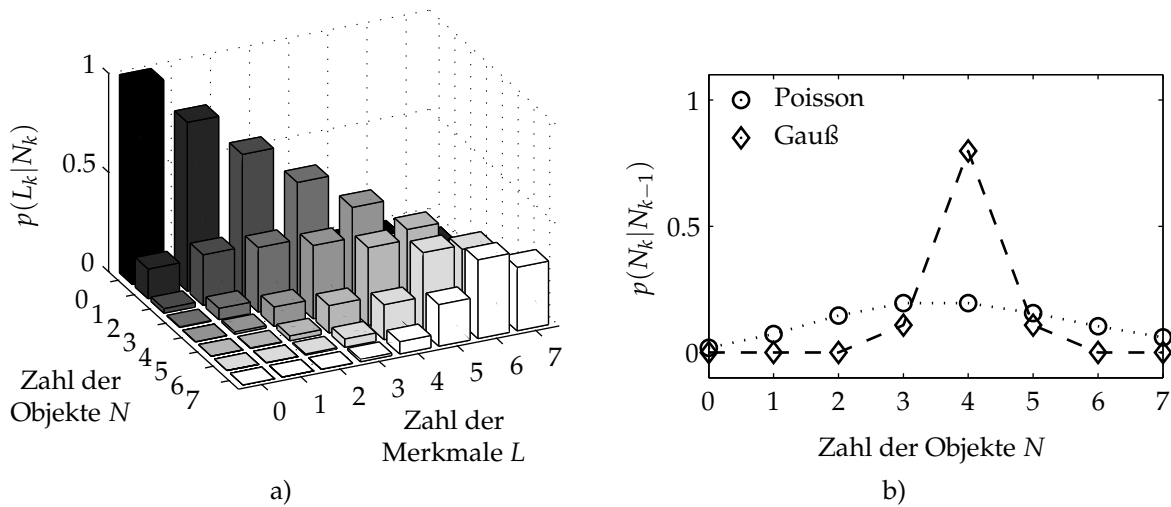 1
0.5
0
p(L_k|N_k)
0
1
2
3
4
5
6
7
Zahl der
Objekte N
0
1
2
3
4
5
6
7
Zahl der
Merkmale L
a)
Poisson
Gauß
1
0.5
0
p(N_k|N_{k−1})
0 1 2 3 4 5 6 7
Zahl der Objekte N
b)